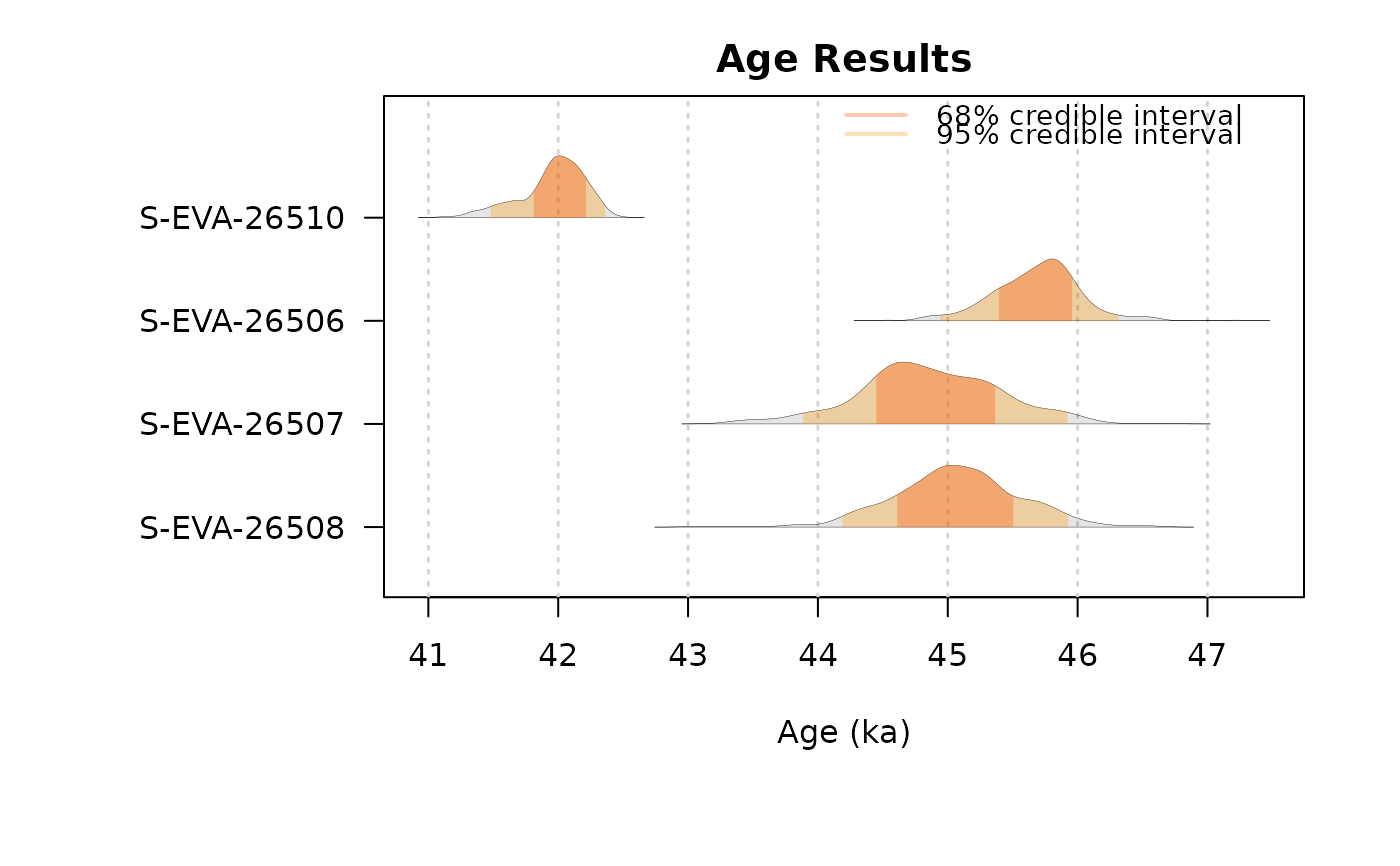 Age Results
68% credible interval
95% credible interval
S-EVA-26510
S-EVA-26506
S-EVA-26507
S-EVA-26508
41 42 43 44 45 46 47
Age (ka)